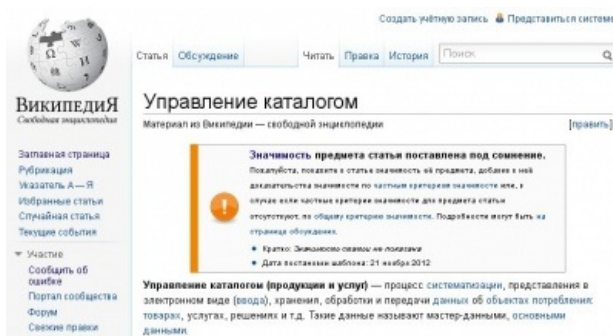 Создать учётную запись Представиться системе
Статья Обсуждение Читать Правка История Поиск
ВикипедиЯ
Свободная энциклопедия
Управление каталогом
Материал из Википедии — свободной энциклопедии [править]
Заглавная страница
Рубрикация
Указатель А — Я
Избранные статьи
Случайная статья
Текущие события
Участие
Сообщить об
ошибке
Портал сообщества
Форум
Свежие правки
Значимость предмета статьи поставлена под сомнение.
Пожалуйста, покажите в статье значимость её предмета, добавив в неё
доказательства значимости по частным критериям значимости или, в
случае если частные критерии значимости для предмета статьи
отсутствуют, по общему критерию значимости. Подробности могут быть на
странице обсуждения.
Кратко: Значимость статьи не показана
Дата постановки шаблона: 21 ноября 2012
Управление каталогом (продукции и услуг) — процесс систематизации, представления в
электронном виде (ввода), хранения, обработки и передачи данных об объектах потребления:
товарах, услугах, решениях и т.д. Такие данные называют мастер-данными, основными
данными.